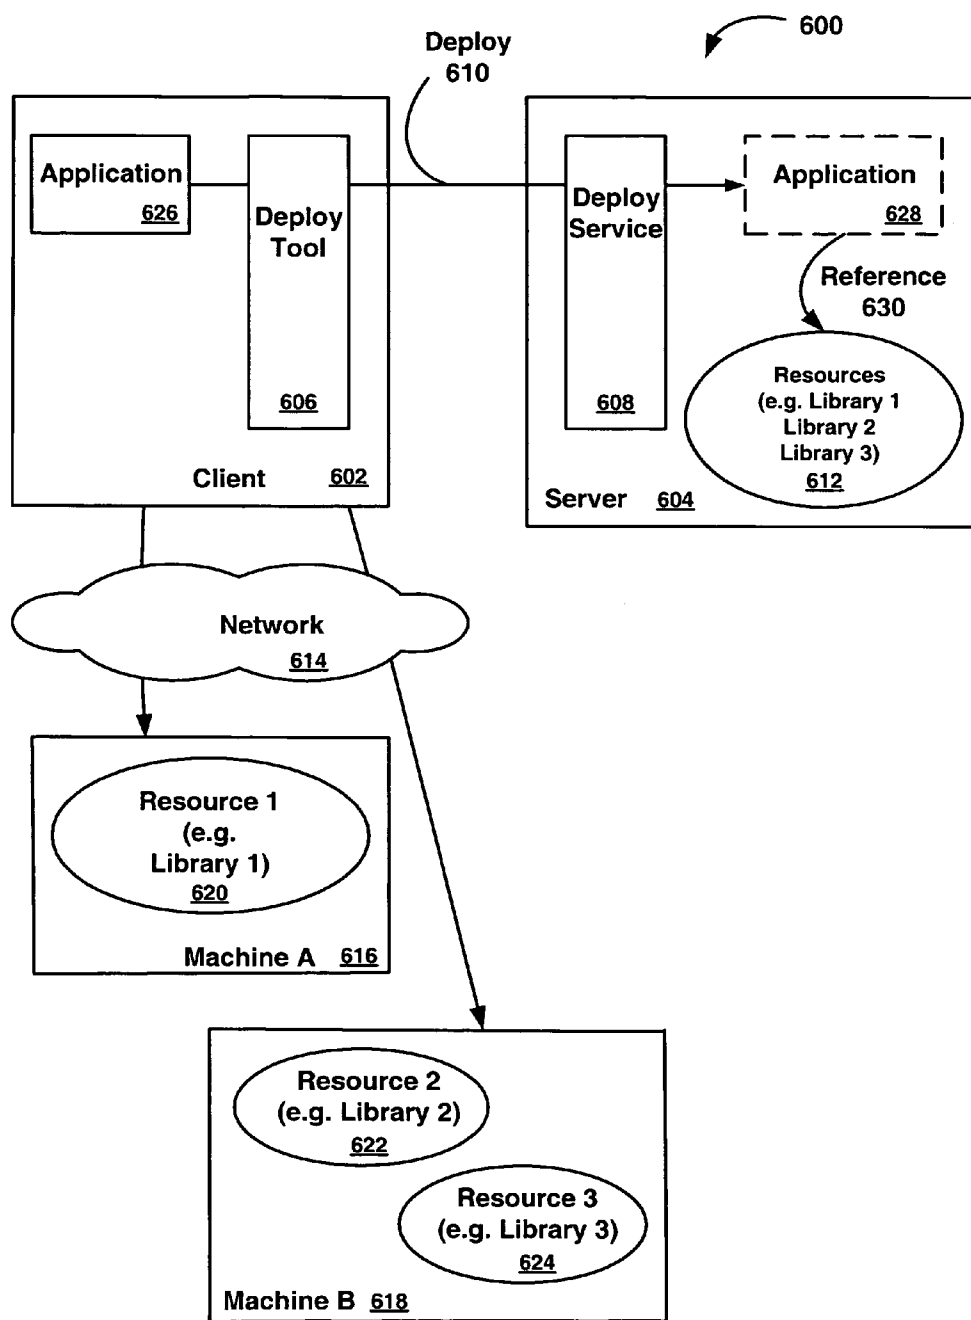 600
Deploy
610
Application
626
Deploy
Tool
606
Client 602
Deploy
Service
608
Application
628
Reference
630
Resources
(e.g. Library 1
Library 2
Library 3)
612
Server 604
Network
614
Resource 1
(e.g.
Library 1)
620
Machine A 616
Resource 2
(e.g. Library 2)
622
Resource 3
(e.g. Library 3)
624
Machine B 618